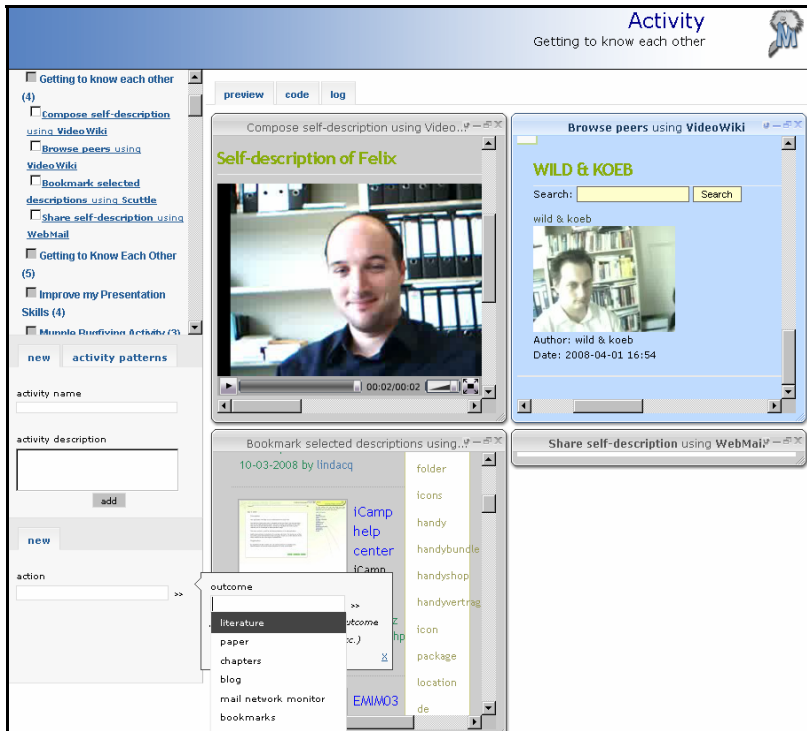 Activity
Getting to know each other
M
Getting to know each other
(4)
Compose self-description
using VideoWiki
Browse peers using
VideoWiki
Bookmark selected
descriptions using Scuttle
Share self-description using
WebMail
Getting to Know Each Other
(5)
Improve my Presentation
Skills (4)
Mupple Bugfixing Activity (3)
new activity patterns
activity name
activity description
add
new
action
>>
preview code log
Compose self-description using Video...
Self-description of Felix
00:02/00:02
Browse peers using VideoWiki
WILD & KOEB
Search: Search
wild & koeb
Author: wild & koeb
Date: 2008-04-01 16:54
Bookmark selected descriptions using...
10-03-2008 by lindacq
iCamp
help
center
iCamp
EMIM03
folder
icons
handy
handybundle
handyshop
handyvertrag
icon
package
location
de
outcome
>>
utcome
c.)
X
literature
paper
chapters
blog
mail network monitor
bookmarks
Share self-description using WebMail